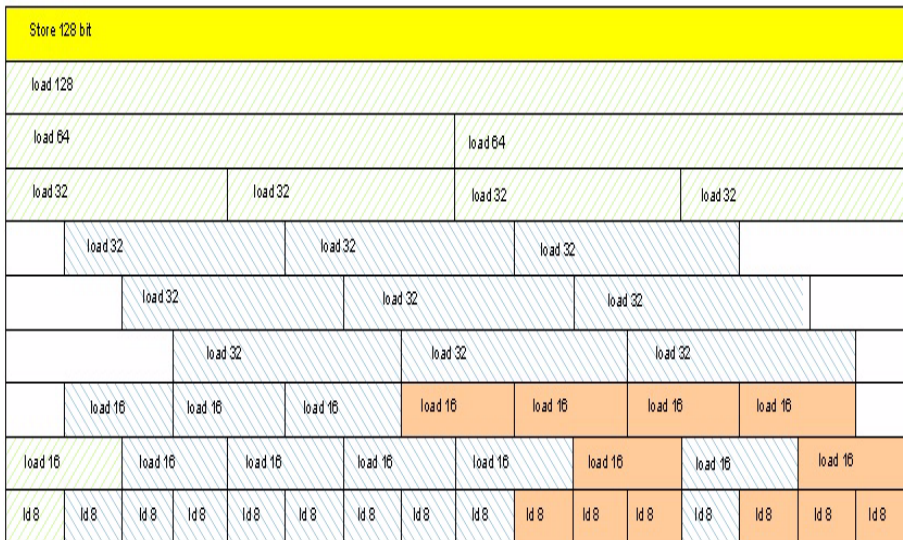 Store 128 bit
load 128
load 64 load 64
load 32 load 32 load 32 load 32
load 32 load 32 load 32
load 32 load 32 load 32
load 32 load 32 load 32
load 16 load 16 load 16 load 16 load 16 load 16 load 16
load 16 load 16 load 16 load 16 load 16 load 16 load 16 load 16
ld 8 ld 8 ld 8 ld 8 ld 8 ld 8 ld 8 ld 8 ld 8 ld 8 ld 8 ld 8 ld 8 ld 8 ld 8 ld 8